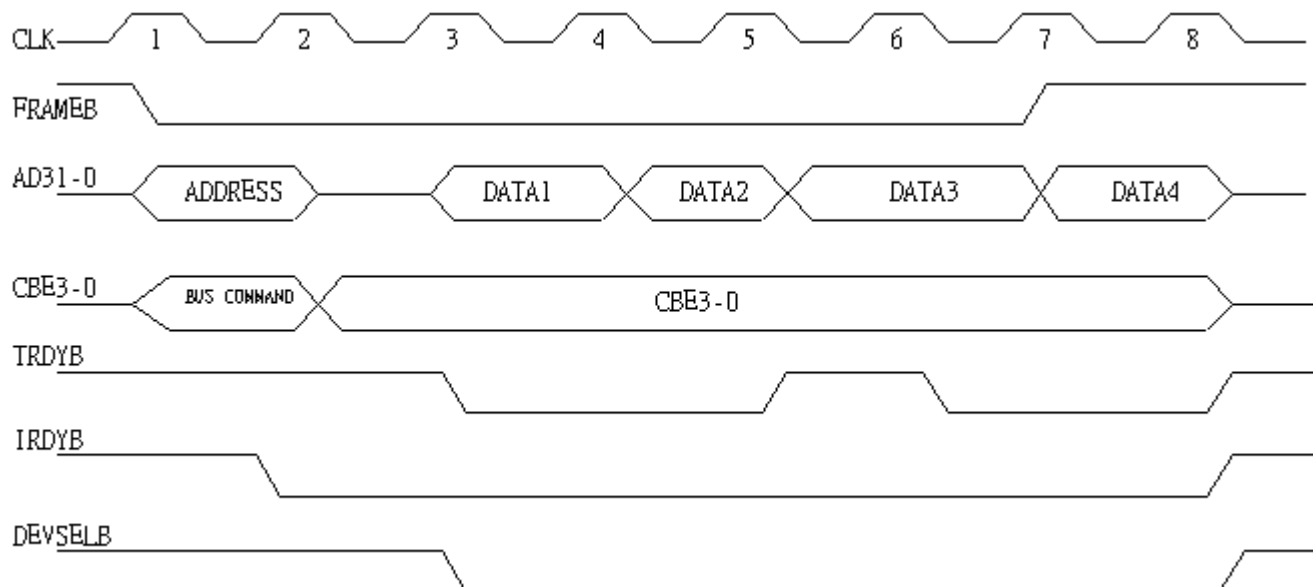 CLK 1 2 3 4 5 6 7 8
FRAMEB
AD31-0 ADDRESS DATA1 DATA2 DATA3 DATA4
CBE3-0 BUS COMMAND CBE3-0
TRDYB
IRDYB
DEVSELB